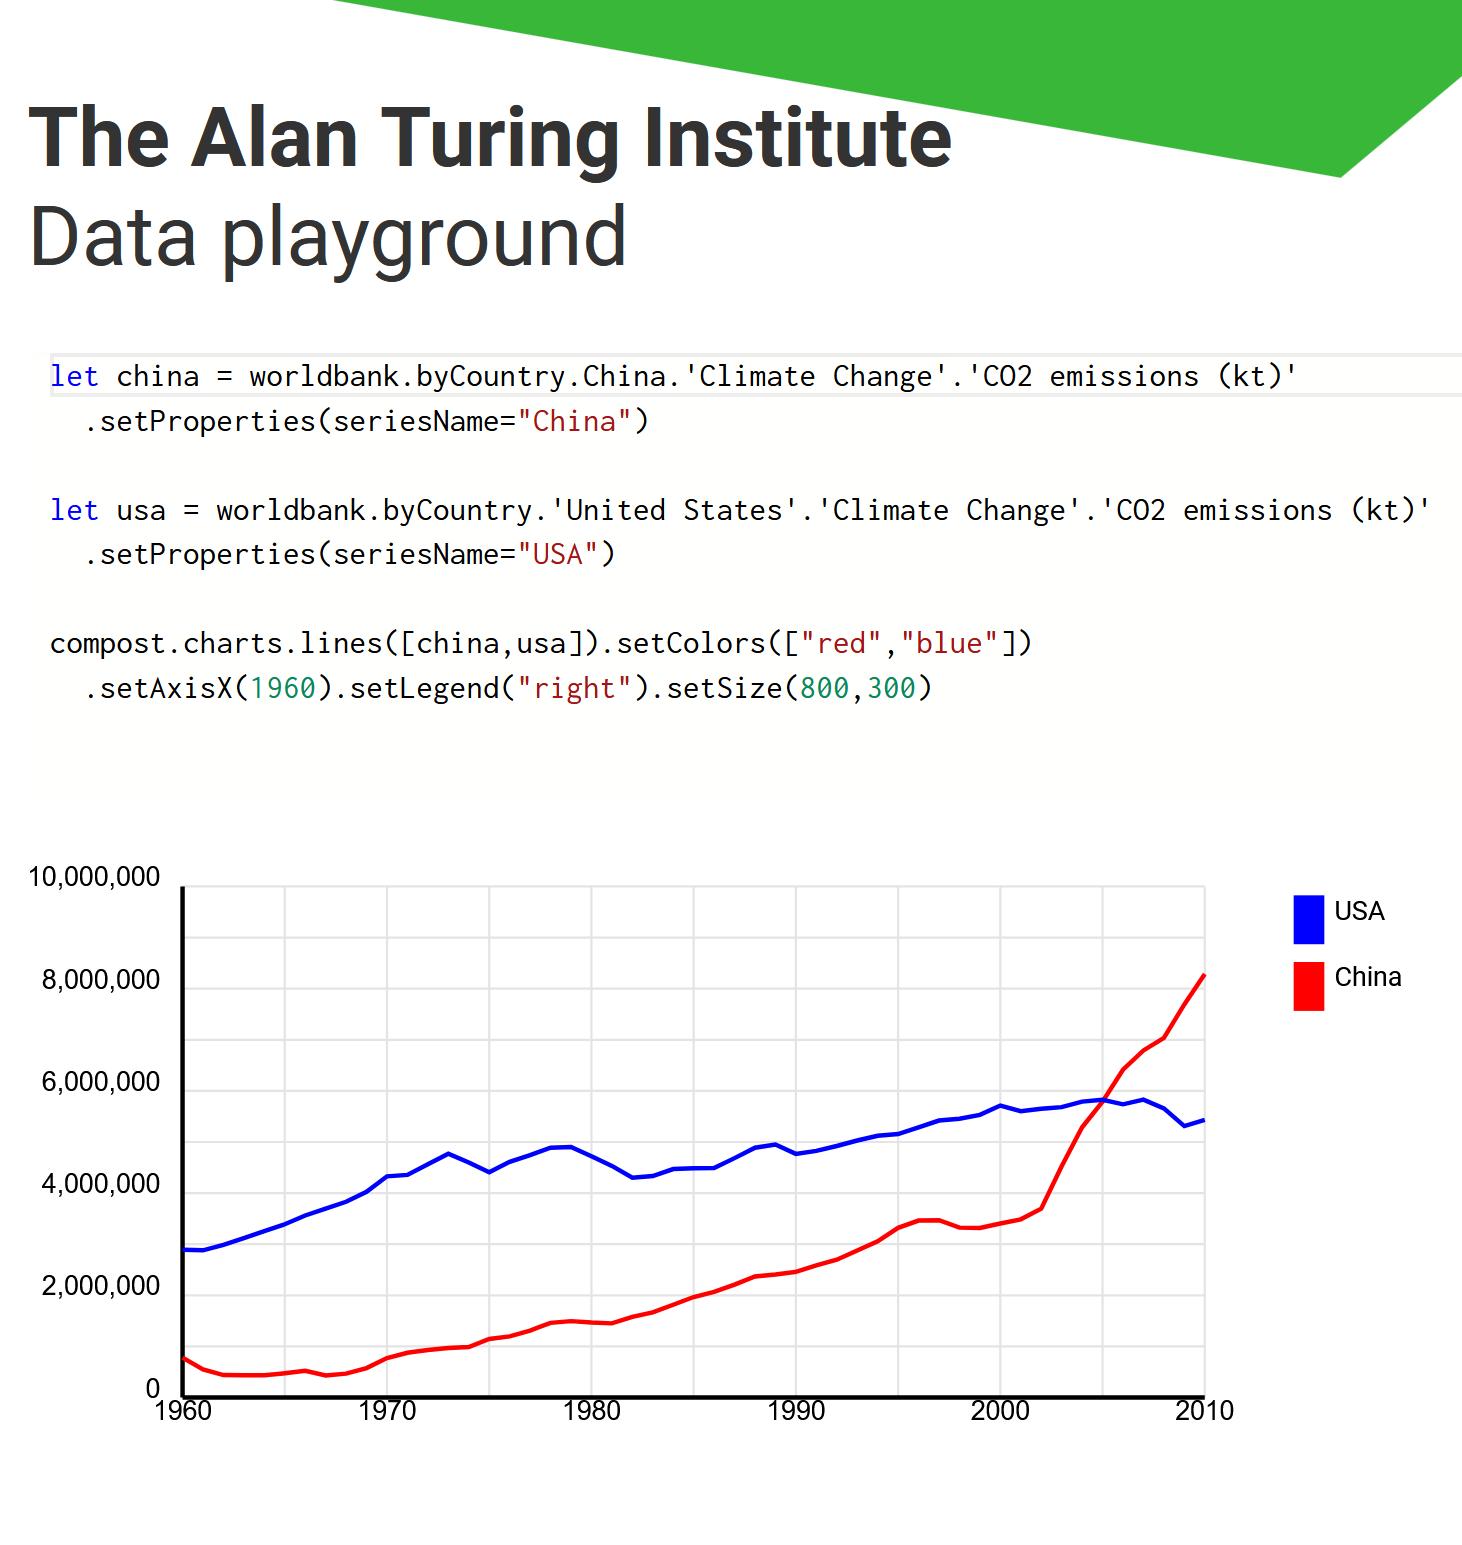 The Alan Turing Institute
Data playground
let china = worldbank.byCountry.China.'Climate Change'.'CO2 emissions (kt)'
  .setProperties(seriesName="China")
let usa = worldbank.byCountry.'United States'.'Climate Change'.'CO2 emissions (kt)'
  .setProperties(seriesName="USA")
compost.charts.lines([china,usa]).setColors(["red","blue"])
  .setAxisX(1960).setLegend("right").setSize(800,300)
10,000,000
8,000,000
6,000,000
4,000,000
2,000,000
0
1960 1970 1980 1990 2000 2010
USA
China